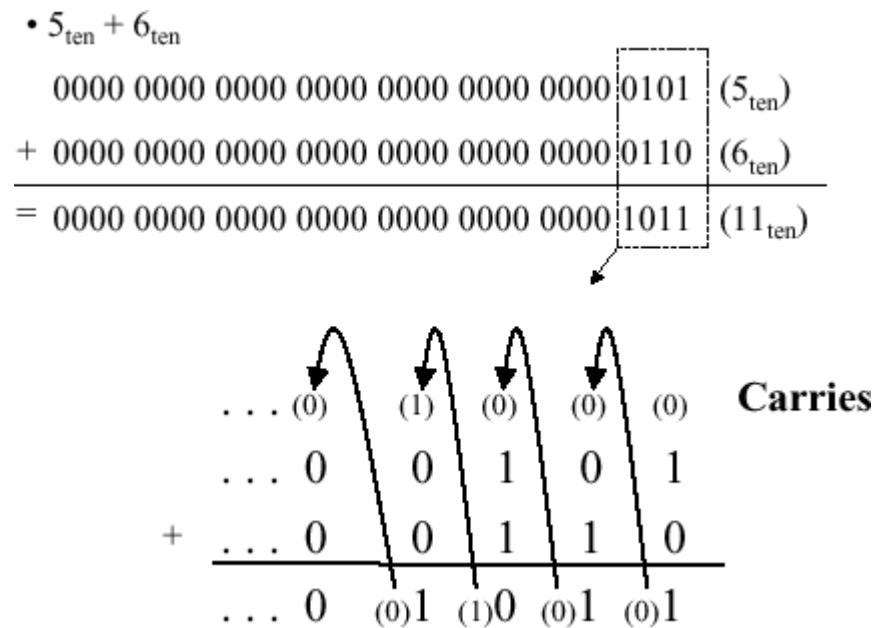 • 5ten + 6ten
0000 0000 0000 0000 0000 0000 0000 0101 (5ten)
+ 0000 0000 0000 0000 0000 0000 0000 0110 (6ten)
= 0000 0000 0000 0000 0000 0000 0000 1011 (11ten)
. . . (0) (1) (0) (0) (0) Carries
. . . 0 0 1 0 1
+ . . . 0 0 1 1 0
. . . 0 (0)1 (1)0 (0)1 (0)1